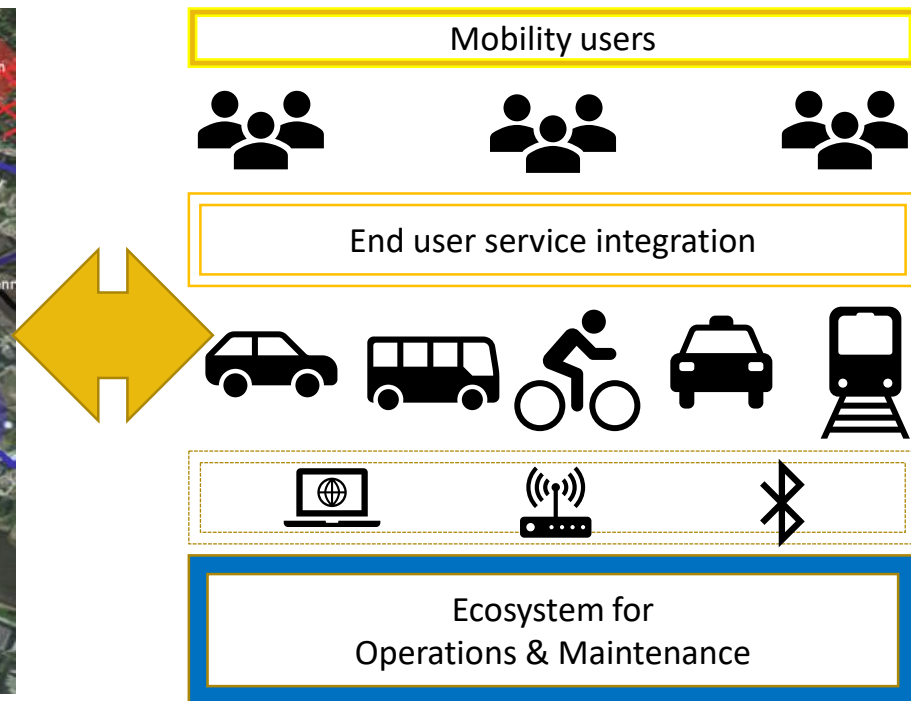 Mobility users
End user service integration
Ecosystem for
Operations & Maintenance